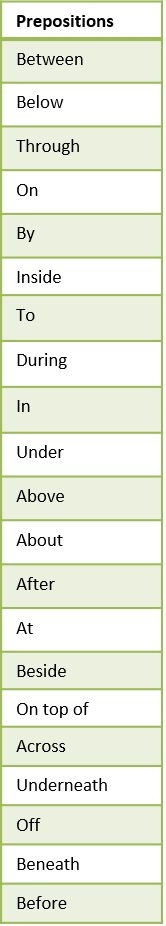 Prepositions
Between
Below
Through
On
By
Inside
To
During
In
Under
Above
About
After
At
Beside
On top of
Across
Underneath
Off
Beneath
Before